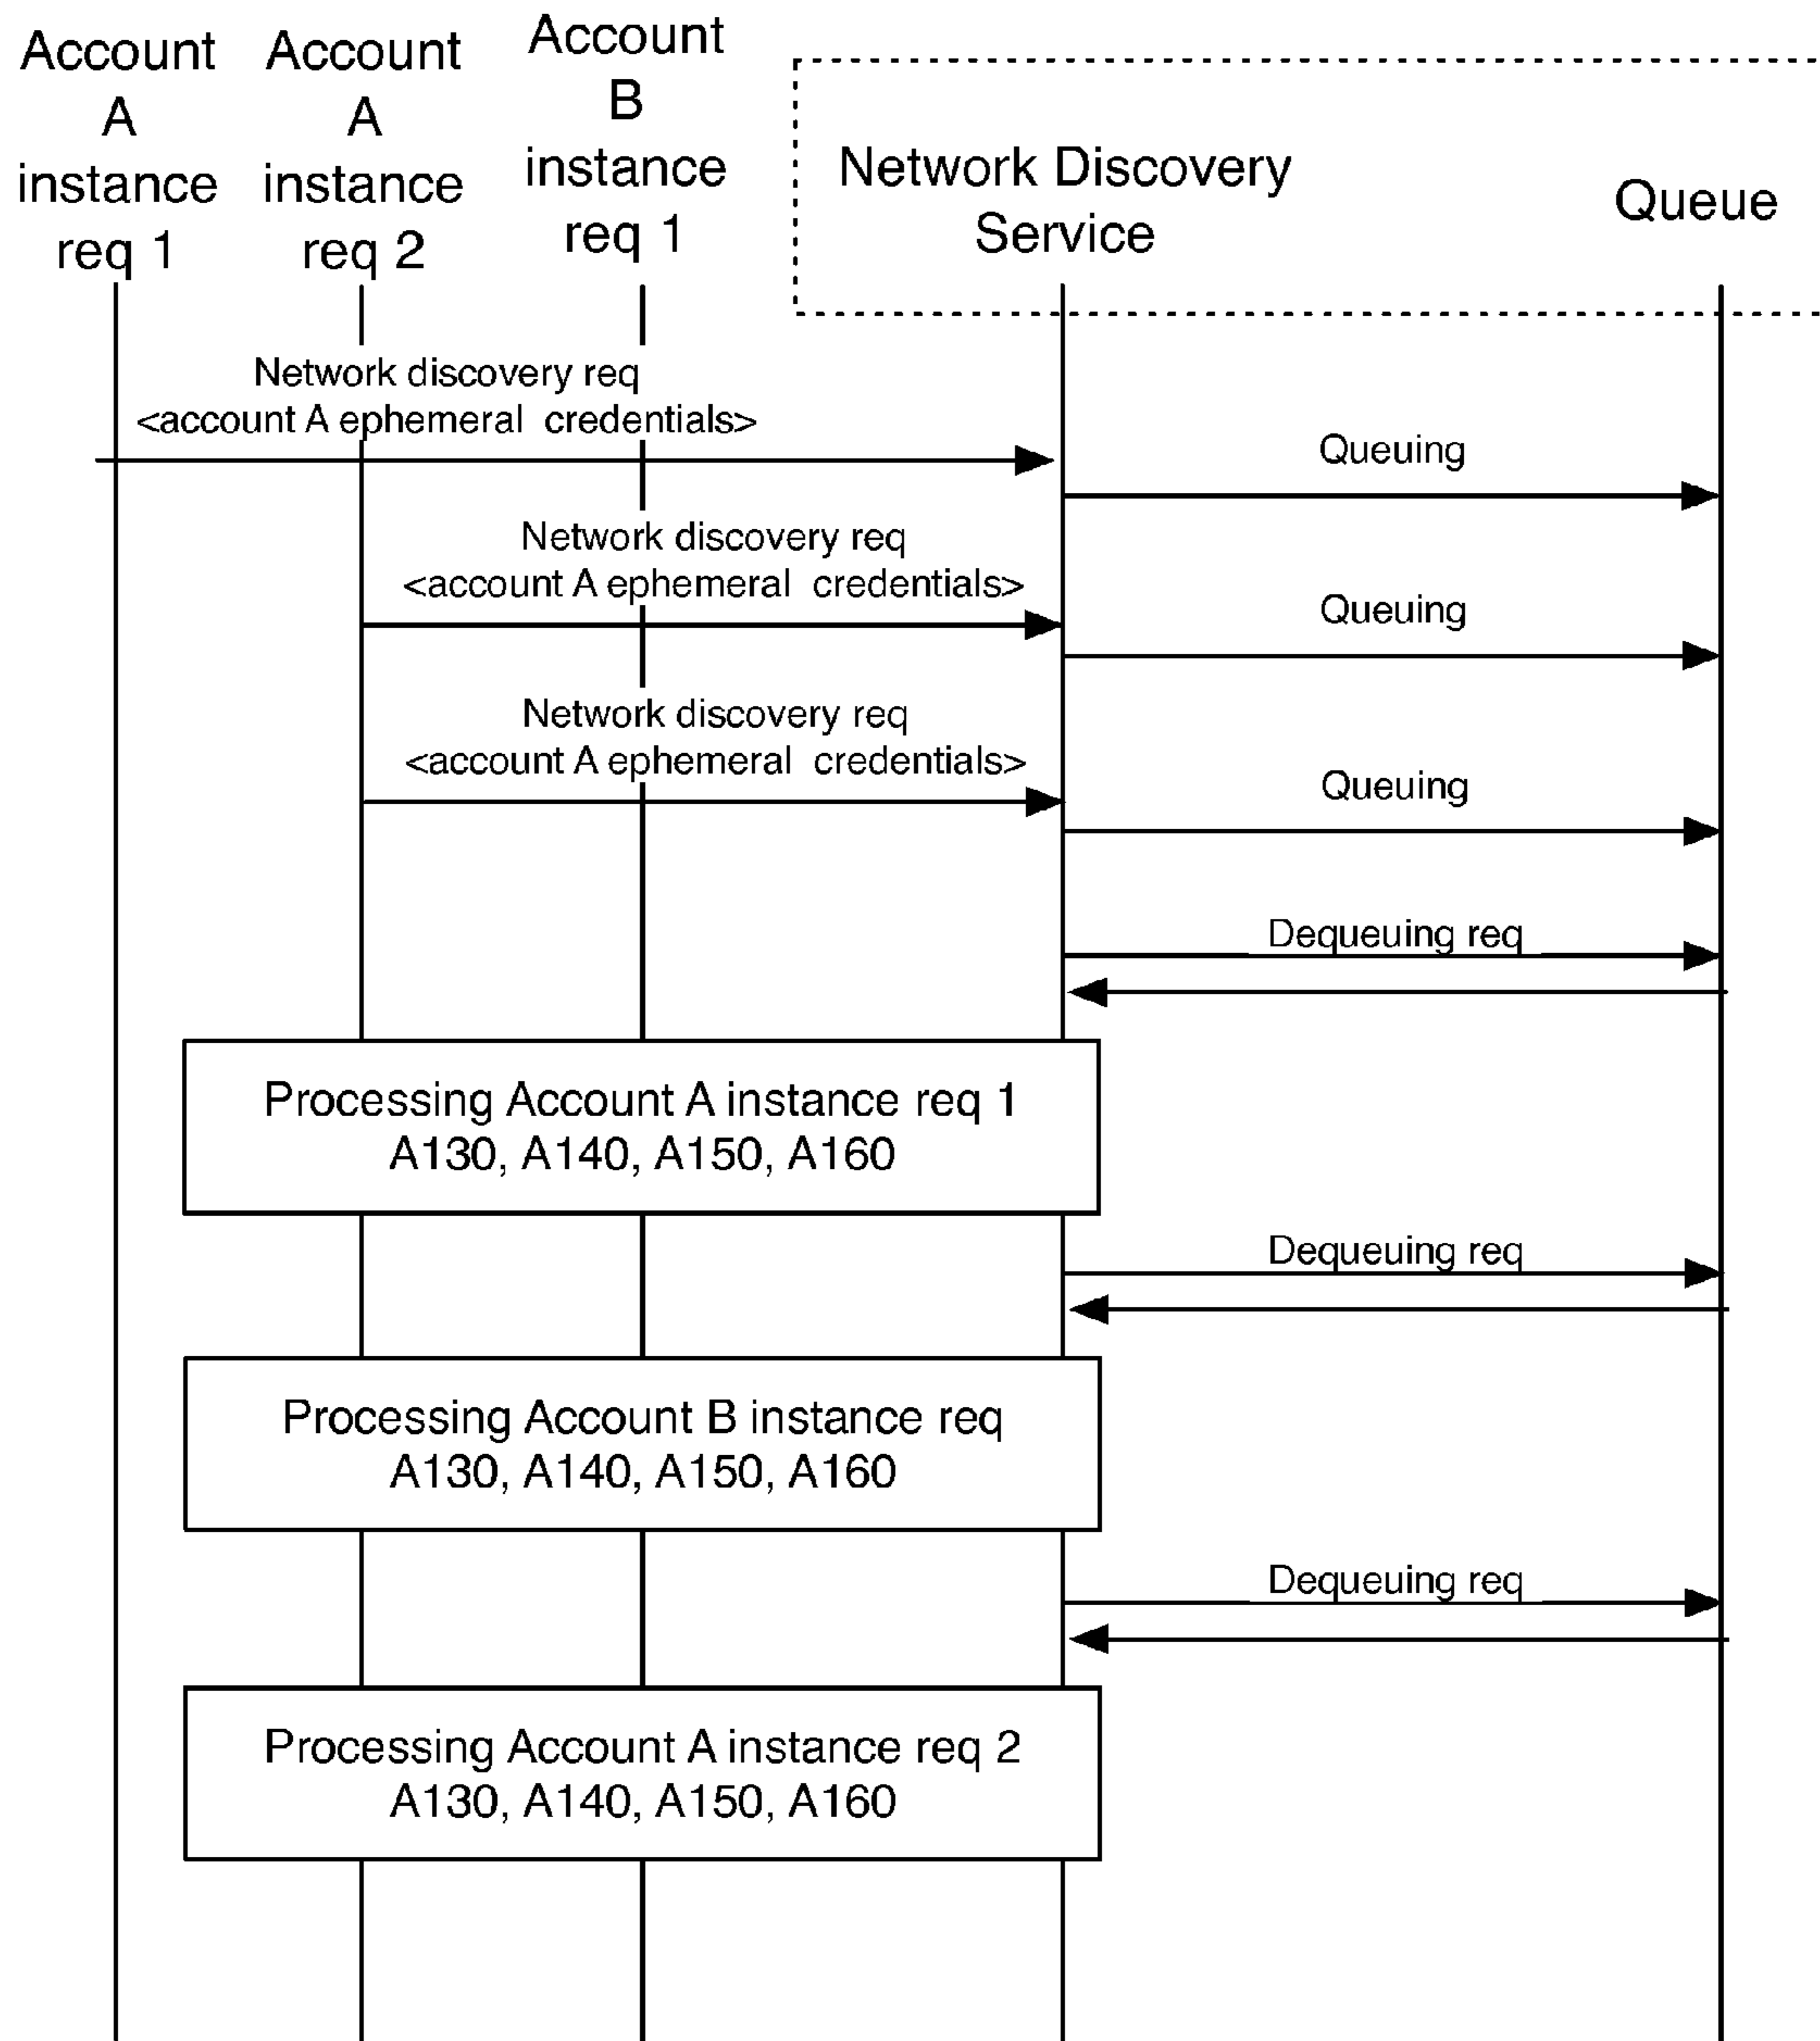 Account
A
instance
req 1
Account
A
instance
req 2
Account
B
instance
req 1
Network Discovery
Service
Queue
Network discovery req
<account A ephemeral credentials>
Queuing
Network discovery req
<account A ephemeral credentials>
Queuing
Network discovery req
<account A ephemeral credentials>
Queuing
Dequeuing req
Processing Account A instance req 1
A130, A140, A150, A160
Dequeuing req
Processing Account B instance req
A130, A140, A150, A160
Dequeuing req
Processing Account A instance req 2
A130, A140, A150, A160